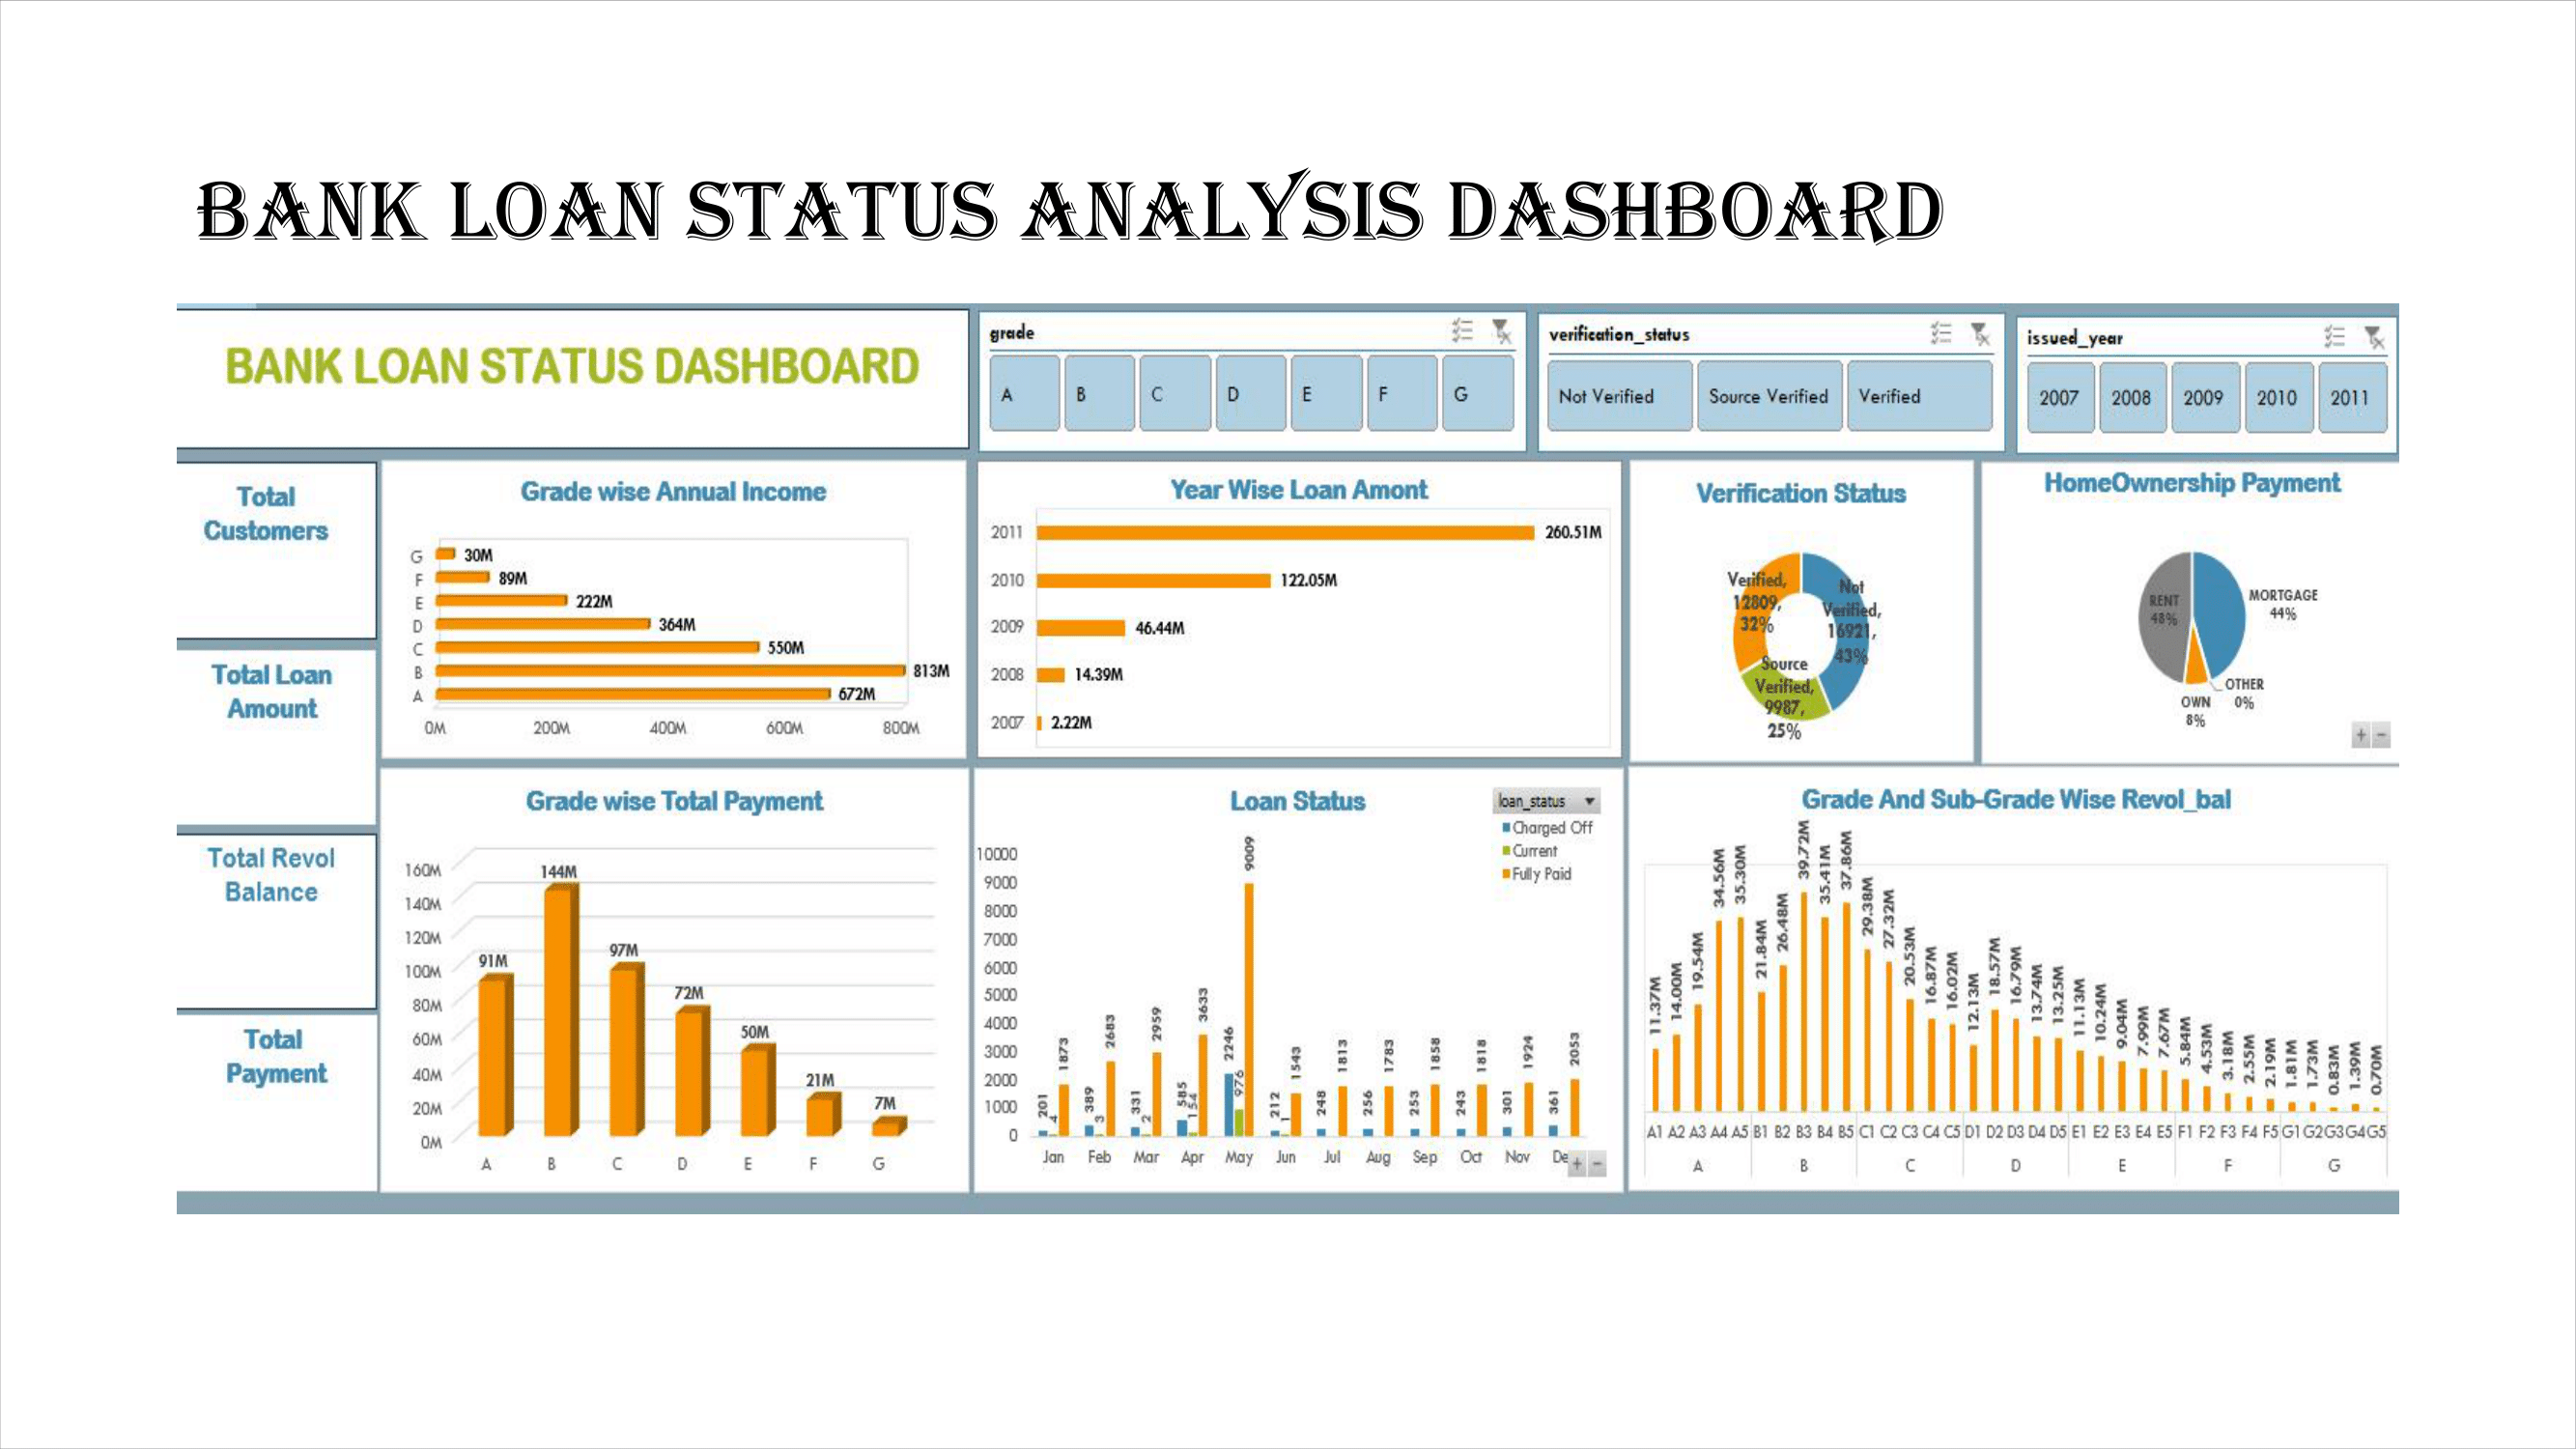 BANK LOAN STATUS ANALYSIS DASHBOARD
BANK LOAN STATUS DASHBOARD
grade
A B C D E F G
verification_status
Not Verified Source Verified Verified
issued_year
2007 2008 2009 2010 2011
Total
Customers
Total Loan
Amount
Total Revol
Balance
Total
Payment
Grade wise Annual Income
G 30M
F 89M
E 222M
D 364M
C 550M
B 813M
A 672M
0M 200M 400M 600M 800M
Year Wise Loan Amont
2011 260.51M
2010 122.05M
2009 46.44M
2008 14.39M
2007 2.22M
Verification Status
Verified,
12809,
32%
Not
Verified,
16921,
43%
Source
Verified,
9987,
25%
HomeOwnership Payment
RENT
48%
MORTGAGE
44%
OTHER
0%
OWN
8%
+ −
Grade wise Total Payment
160M
140M
120M
100M
80M
60M
40M
20M
0M
91M 144M 97M 72M 50M 21M 7M
A B C D E F G
Loan Status
loan_status
Charged Off
Current
Fully Paid
10000
9000
8000
7000
6000
5000
4000
3000
2000
1000
0
201 4 1873
389 3 2683
331 2 2959
585 154 3633
2246 976 9009
212 1 1543
248 1813
256 1783
253 1858
243 1818
301 1924
361 2053
Jan Feb Mar Apr May Jun Jul Aug Sep Oct Nov De
+ −
Grade And Sub-Grade Wise Revol_bal
11.37M 14.00M 19.54M 34.56M 35.30M 21.84M 26.48M 39.72M 35.41M 37.86M 29.38M 27.32M 20.53M 16.87M 16.02M 12.13M 18.57M 16.79M 13.74M 13.25M 11.13M 10.24M 9.04M 7.99M 7.67M 5.84M 4.53M 3.18M 2.55M 2.19M 1.81M 1.73M 0.83M 1.39M 0.70M
A1 A2 A3 A4 A5 B1 B2 B3 B4 B5 C1 C2 C3 C4 C5 D1 D2 D3 D4 D5 E1 E2 E3 E4 E5 F1 F2 F3 F4 F5 G1 G2 G3 G4 G5
A B C D E F G